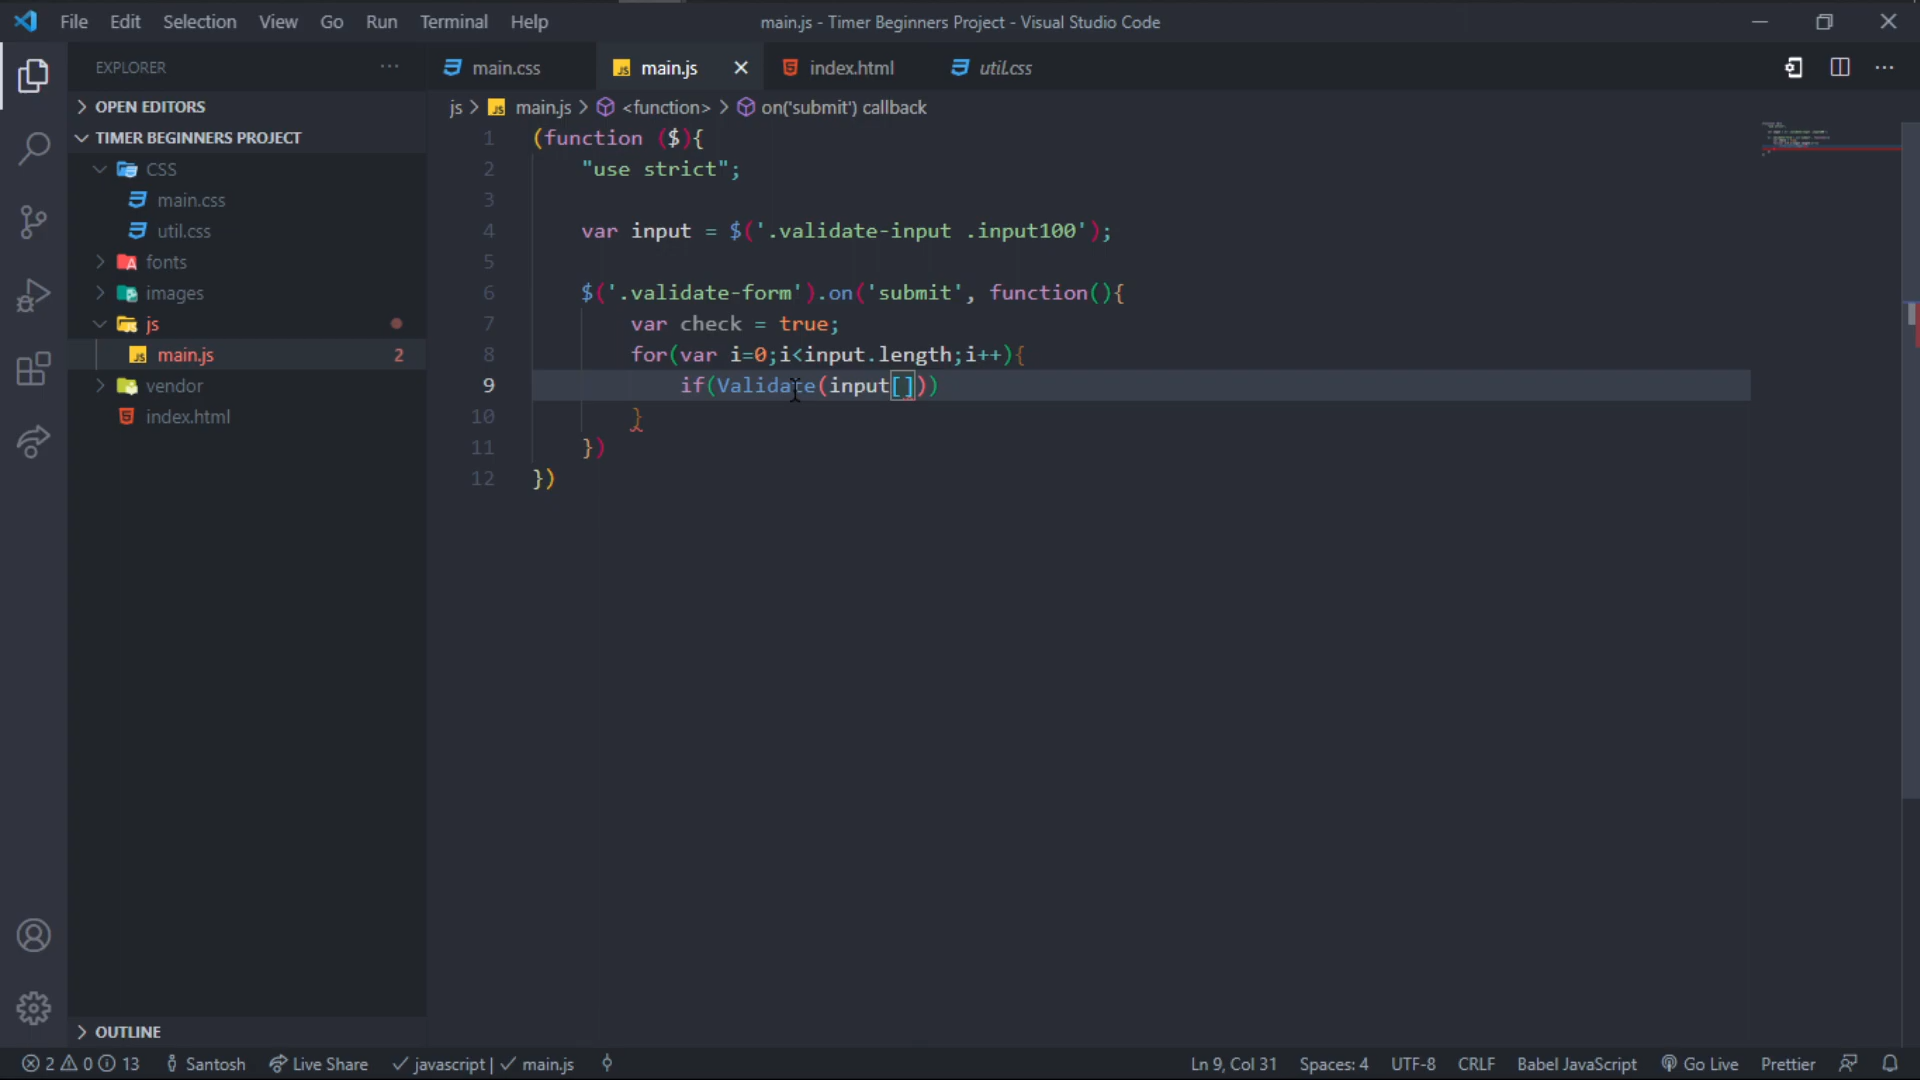 File Edit Selection View Go Run Terminal Help main.js - Timer Beginners Project - Visual Studio Code
EXPLORER ···
main.css main.js index.html util.css
OPEN EDITORS
TIMER BEGINNERS PROJECT
CSS
main.css
util.css
fonts
images
js
main.js 2
vendor
index.html
OUTLINE
js > main.js > <function> > on('submit') callback
1 (function ($){
2 "use strict";
3
4 var input = $('.validate-input .input100');
5
6 $('.validate-form').on('submit', function(){
7 var check = true;
8 for(var i=0;i<input.length;i++){
9 if(Validate(input[]))
10 }
11 })
12 })
2 0 13 Santosh Live Share javascript | main.js Ln 9, Col 31 Spaces: 4 UTF-8 CRLF Babel JavaScript Go Live Prettier